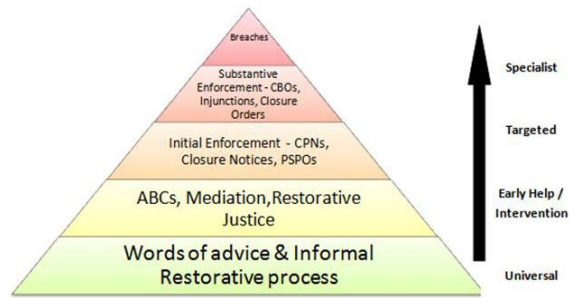 Breaches
Substantive
Enforcement - CBOs,
Injunctions, Closure
Orders
Initial Enforcement - CPNs,
Closure Notices, PSPOs
ABCs, Mediation,Restorative
Justice
Words of advice & Informal
Restorative process
Specialist
Targeted
Early Help /
Intervention
Universal